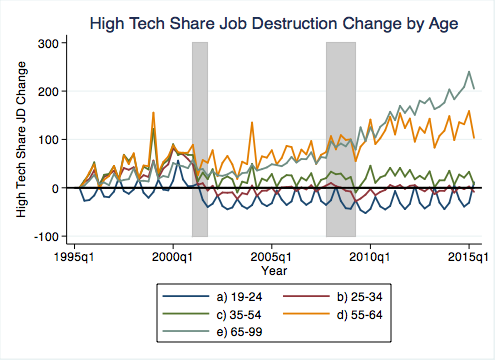 High Tech Share Job Destruction Change by Age
High Tech Share JD Change
300
200
100
0
-100
1995q1 2000q1 2005q1 2010q1 2015q1
Year
a) 19-24 b) 25-34
c) 35-54 d) 55-64
e) 65-99